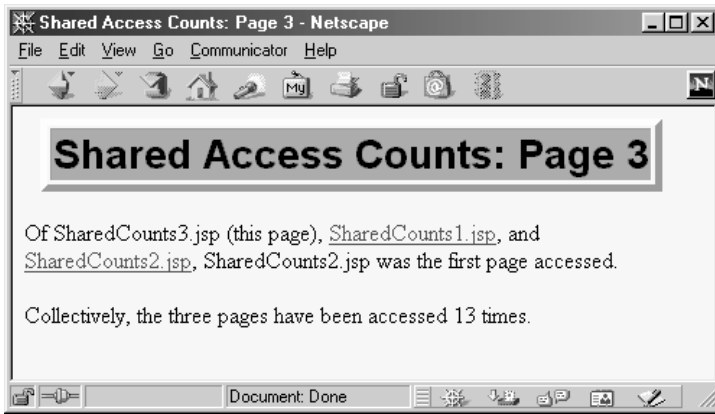 Shared Access Counts: Page 3 - Netscape
File Edit View Go Communicator Help
My
N
Shared Access Counts: Page 3
Of SharedCounts3.jsp (this page), SharedCounts1.jsp, and
SharedCounts2.jsp, SharedCounts2.jsp was the first page accessed.
Collectively, the three pages have been accessed 13 times.
Document: Done